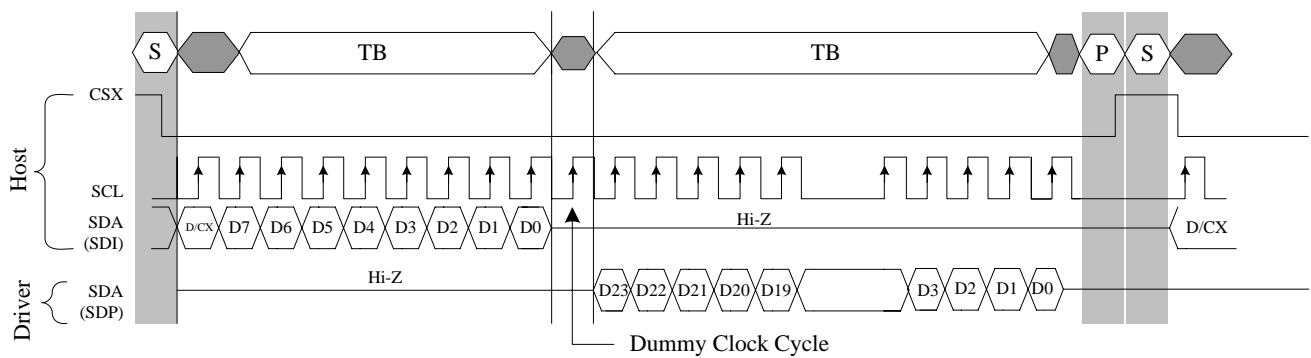 S TB TB P S
CSX
Host
SCL
SDA
(SDI)
D/CX D7 D6 D5 D4 D3 D2 D1 D0 Hi-Z D/CX
Driver
SDA
(SDP)
Hi-Z D23 D22 D21 D20 D19 D3 D2 D1 D0
Dummy Clock Cycle